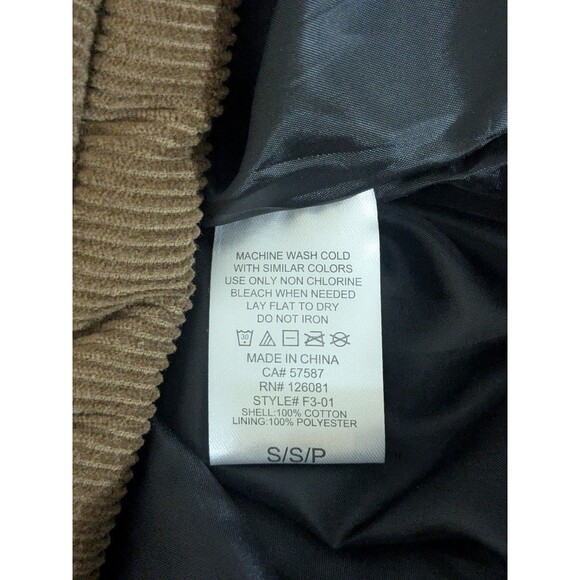 MACHINE WASH COLD
WITH SIMILAR COLORS
USE ONLY NON CHLORINE
BLEACH WHEN NEEDED
LAY FLAT TO DRY
DO NOT IRON
30
MADE IN CHINA
CA# 57587
RN# 126081
STYLE# F3-01
SHELL:100% COTTON
LINING:100% POLYESTER
S/S/P